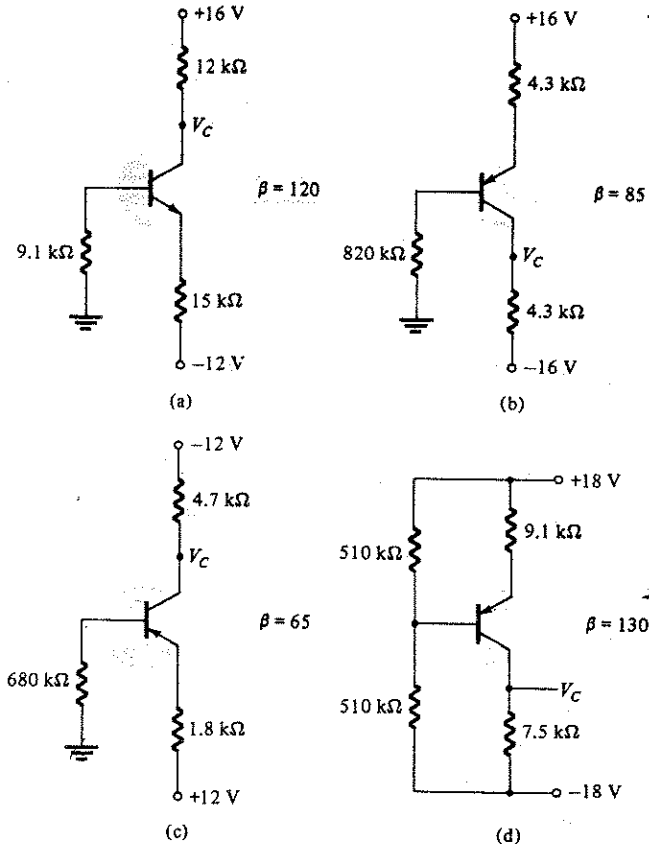 +16 V
12 kΩ
V_C
β = 120
9.1 kΩ
15 kΩ
−12 V
(a)
+16 V
4.3 kΩ
β = 85
820 kΩ
V_C
4.3 kΩ
−16 V
(b)
−12 V
4.7 kΩ
V_C
β = 65
680 kΩ
1.8 kΩ
+12 V
(c)
+18 V
9.1 kΩ
510 kΩ
β = 130
510 kΩ
V_C
7.5 kΩ
−18 V
(d)